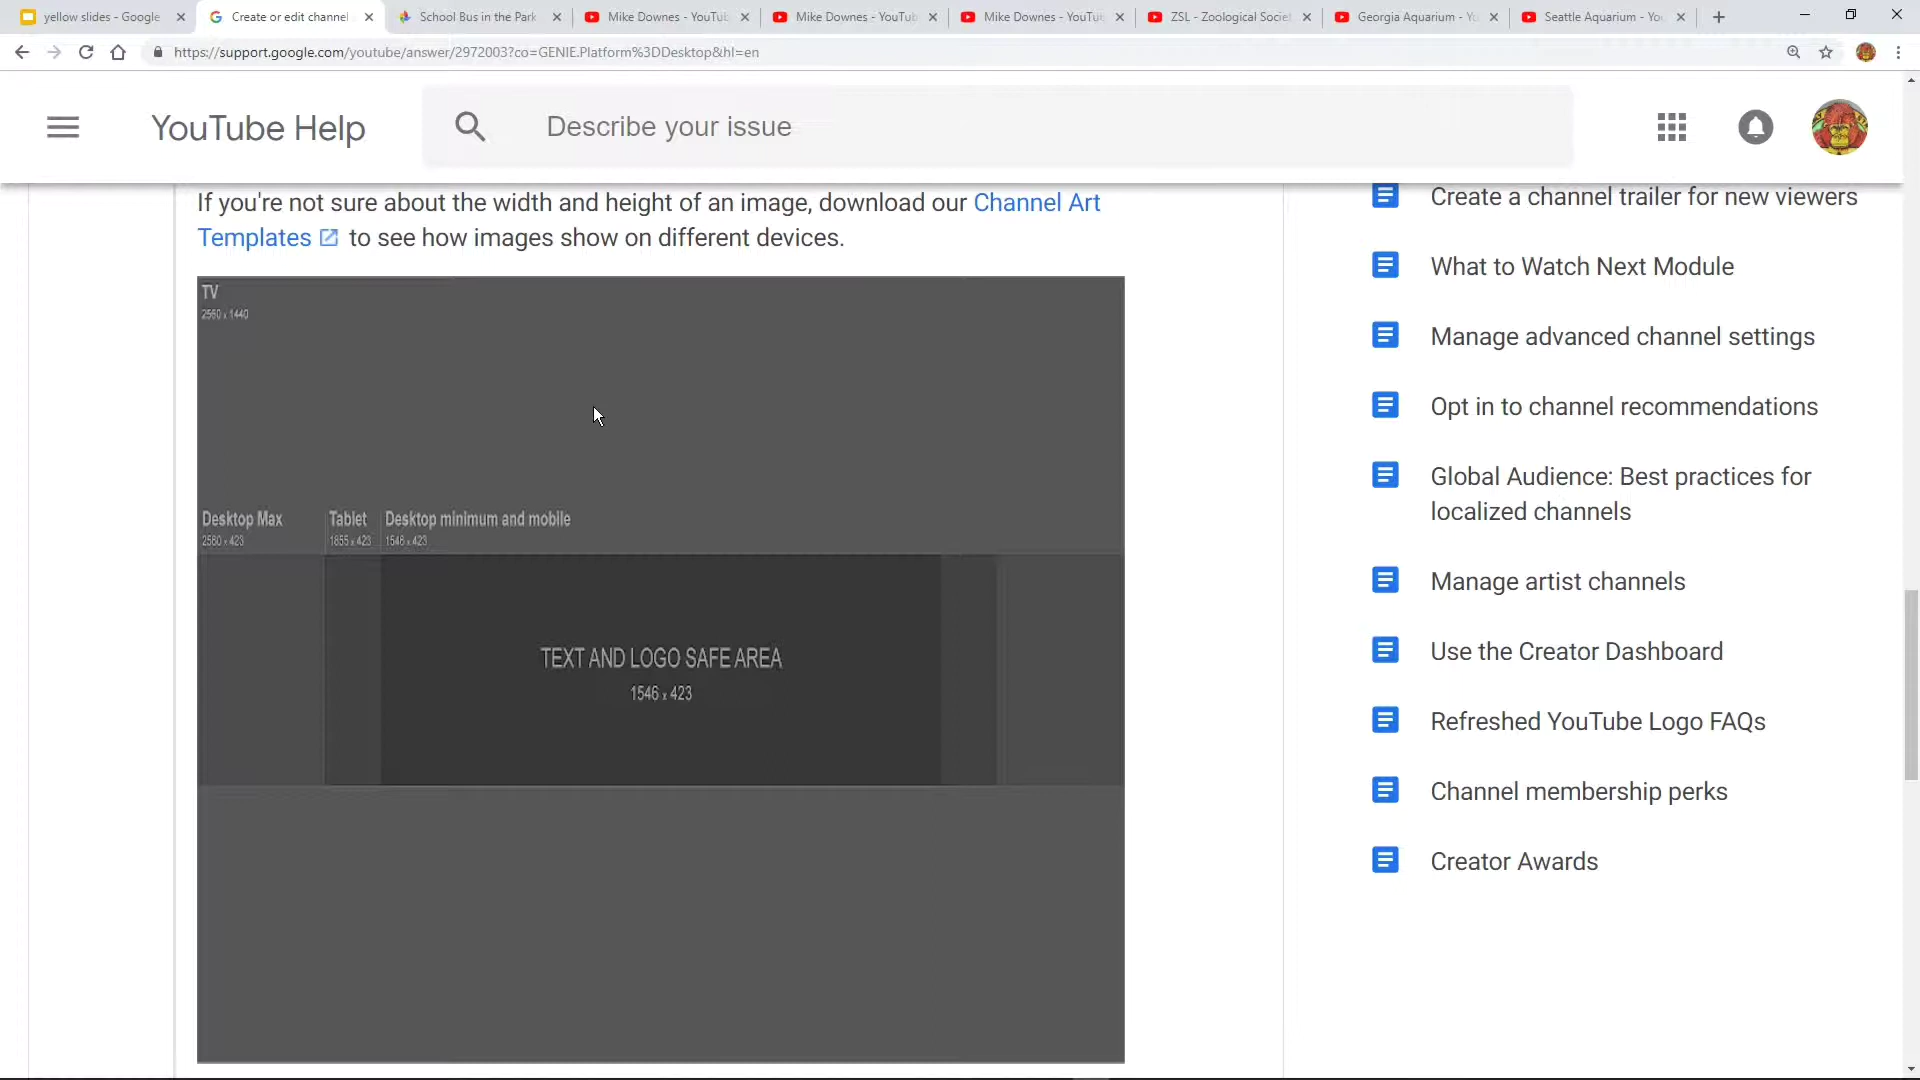 yellow slides - Google
Create or edit channel
School Bus in the Park
Mike Downes - YouTub
Mike Downes - YouTub
Mike Downes - YouTu
ZSL - Zoological Societ
Georgia Aquarium - Yo
Seattle Aquarium - You
https://support.google.com/youtube/answer/2972003?co=GENIE.Platform%3DDesktop&hl=en
YouTube Help
Describe your issue
If you're not sure about the width and height of an image, download our Channel Art
Templates to see how images show on different devices.
TV
2560 x 1440
Desktop Max
2560 x 423
Tablet
1855 x 423
Desktop minimum and mobile
1546 x 423
TEXT AND LOGO SAFE AREA
1546 x 423
Create a channel trailer for new viewers
What to Watch Next Module
Manage advanced channel settings
Opt in to channel recommendations
Global Audience: Best practices for
localized channels
Manage artist channels
Use the Creator Dashboard
Refreshed YouTube Logo FAQs
Channel membership perks
Creator Awards